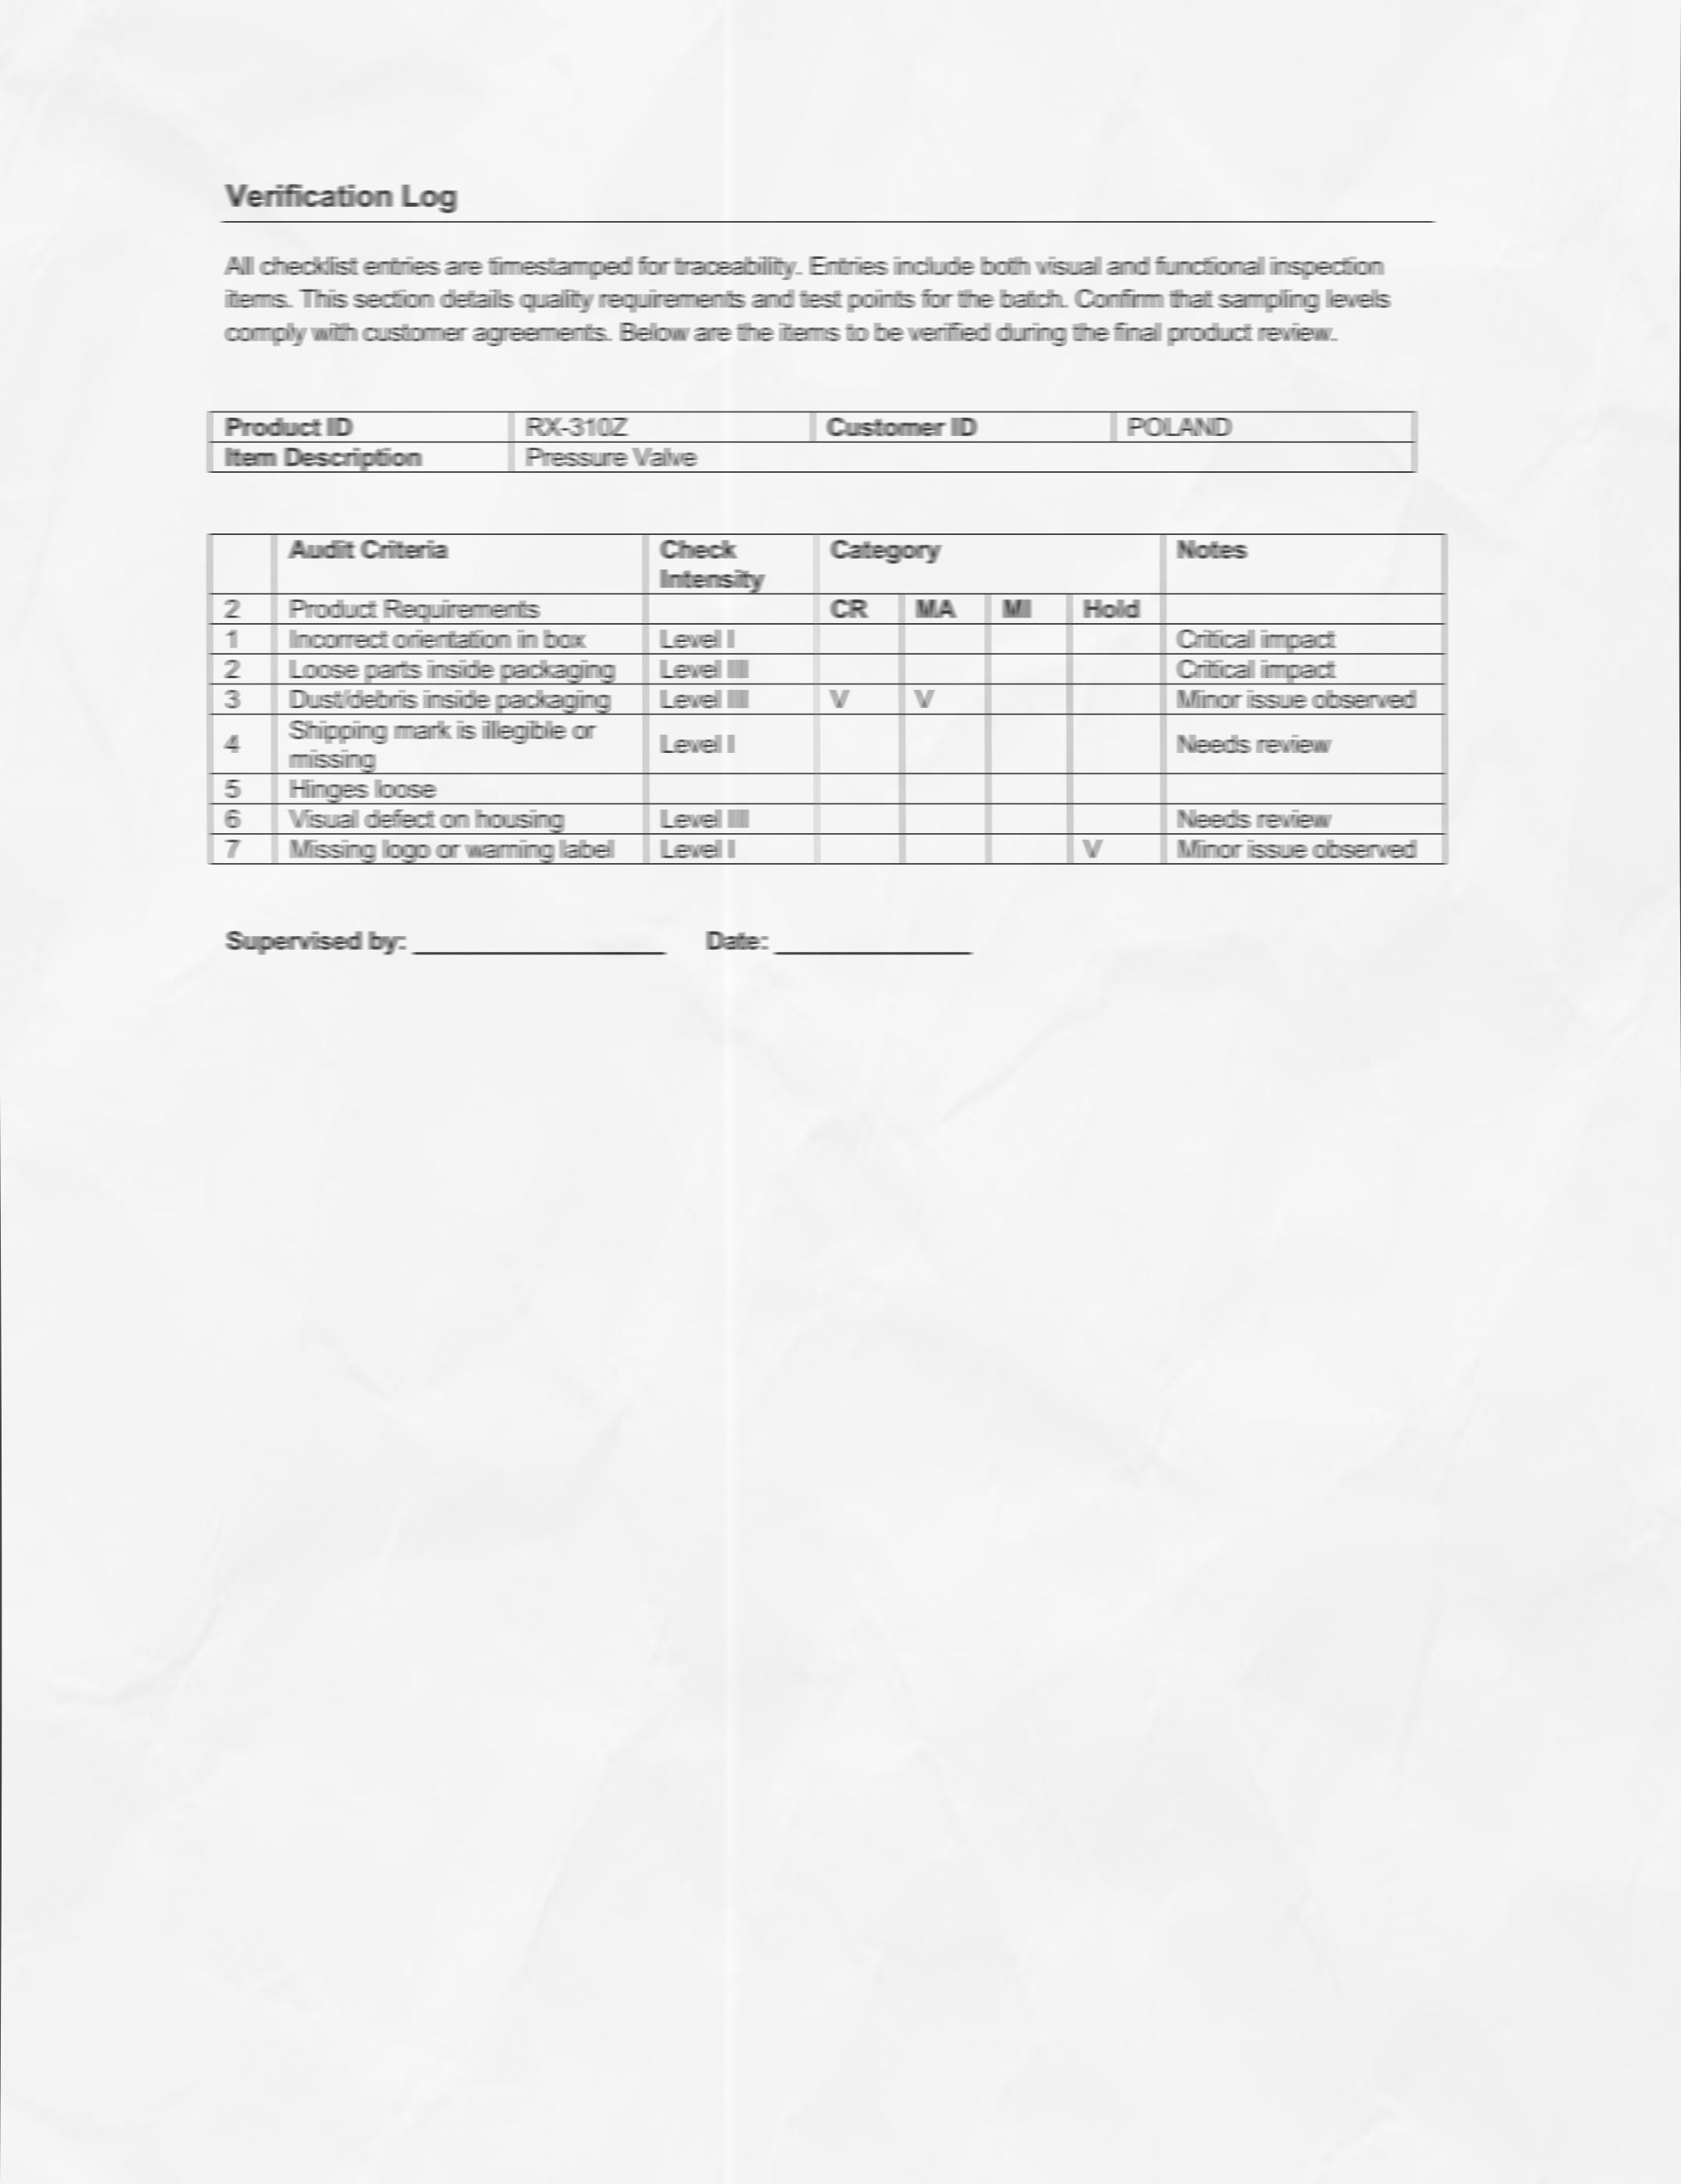 Verification Log
All checklist entries are timestamped for traceability. Entries include both visual and functional inspection
items. This section details quality requirements and test points for the batch. Confirm that sampling levels
comply with customer agreements. Below are the items to be verified during the final product review.
Product ID RX-310Z Customer ID POLAND
Item Description Pressure Valve
Audit Criteria Check Category Notes
Intensity
2 Product Requirements CR MA MI Hold
1 Incorrect orientation in box Level I Critical impact
2 Loose parts inside packaging Level III Critical impact
3 Dust/debris inside packaging Level III V V Minor issue observed
Shipping mark is illegible or
4 Level I Needs review
missing
5 Hinges loose
6 Visual defect on housing Level III Needs review
7 Missing logo or warning label Level I V Minor issue observed
Supervised by: Date: